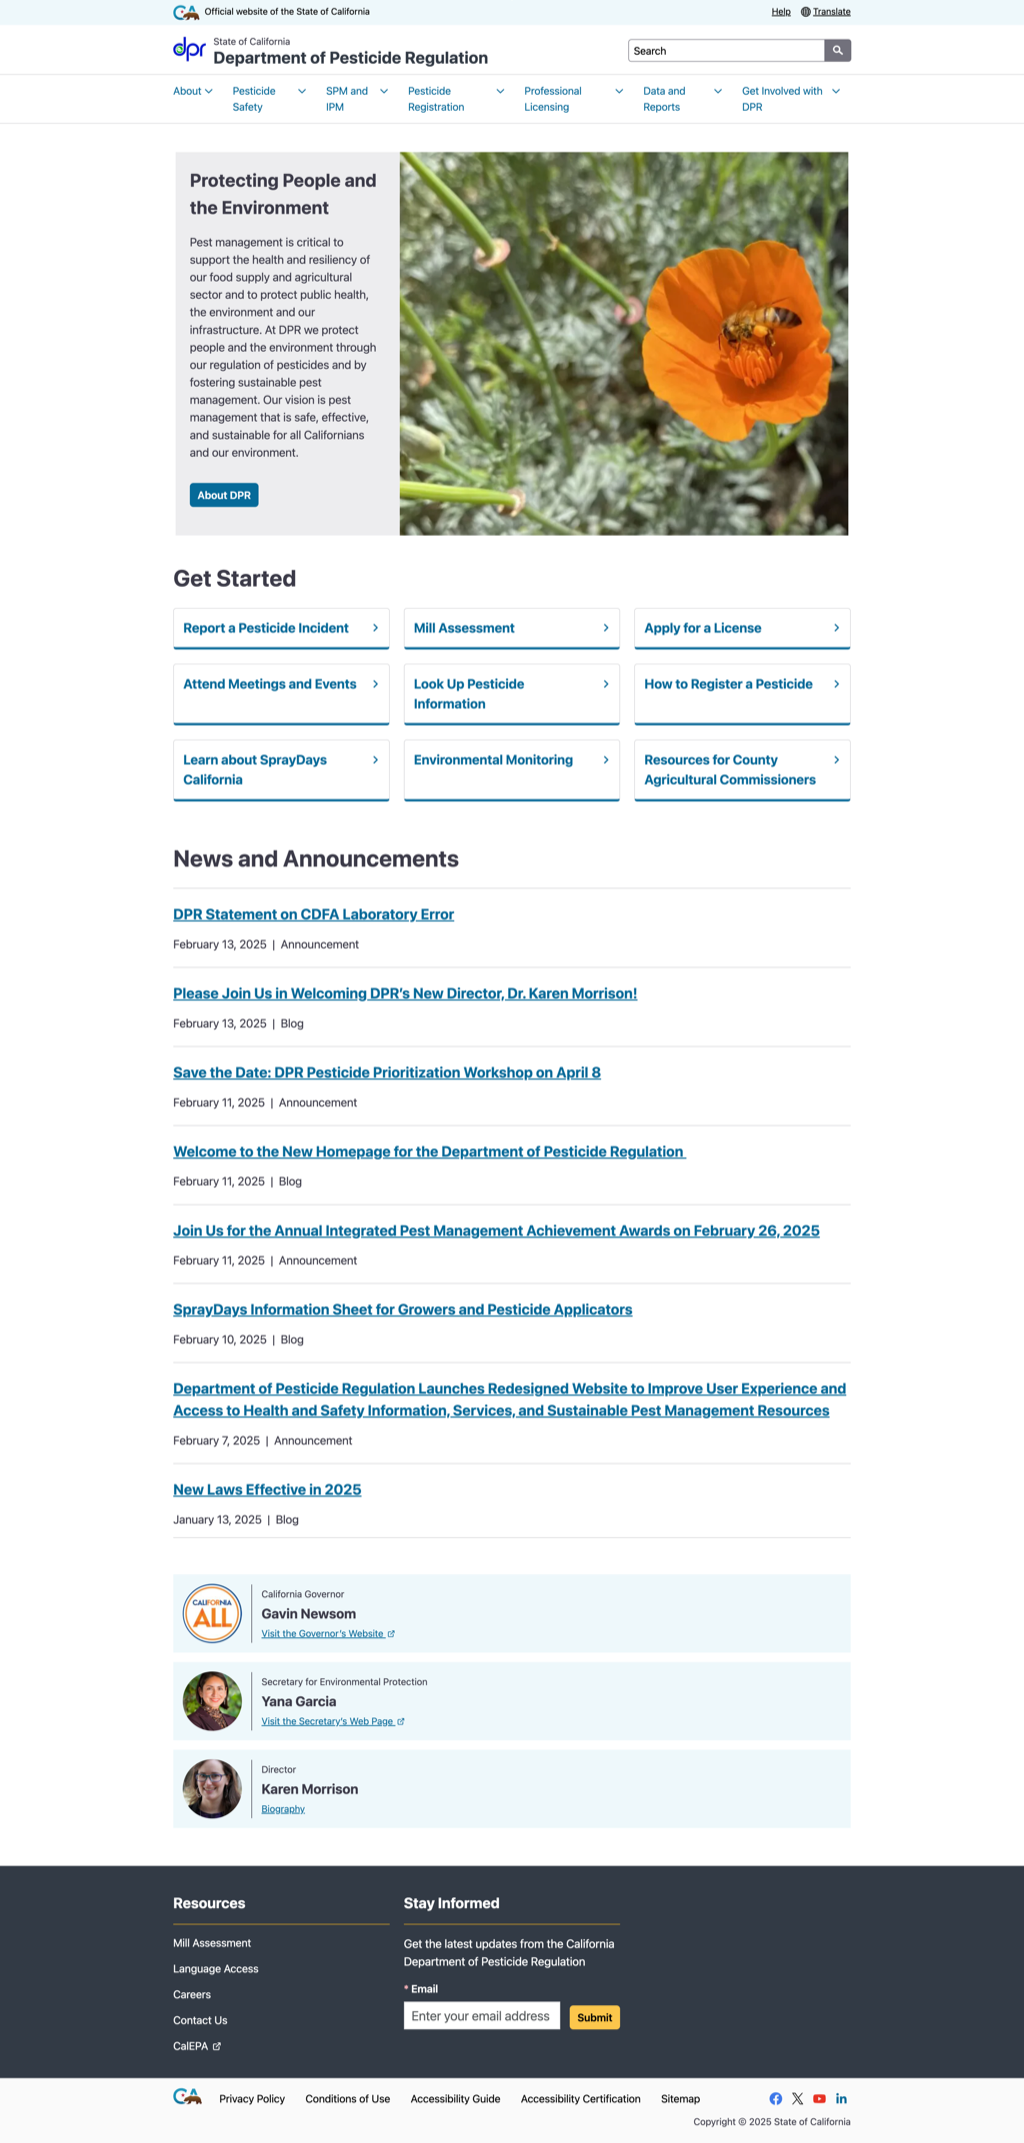 Official website of the State of California
Help
Translate
dpr
State of California
Department of Pesticide Regulation
Search
About
Pesticide
Safety
SPM and
IPM
Pesticide
Registration
Professional
Licensing
Data and
Reports
Get Involved with
DPR
Protecting People and
the Environment
Pest management is critical to
support the health and resiliency of
our food supply and agricultural
sector and to protect public health,
the environment and our
infrastructure. At DPR we protect
people and the environment through
our regulation of pesticides and by
fostering sustainable pest
management. Our vision is pest
management that is safe, effective,
and sustainable for all Californians
and our environment.
About DPR
Get Started
Report a Pesticide Incident
Mill Assessment
Apply for a License
Attend Meetings and Events
Look Up Pesticide
Information
How to Register a Pesticide
Learn about SprayDays
California
Environmental Monitoring
Resources for County
Agricultural Commissioners
News and Announcements
DPR Statement on CDFA Laboratory Error
February 13, 2025 | Announcement
Please Join Us in Welcoming DPR's New Director, Dr. Karen Morrison!
February 13, 2025 | Blog
Save the Date: DPR Pesticide Prioritization Workshop on April 8
February 11, 2025 | Announcement
Welcome to the New Homepage for the Department of Pesticide Regulation
February 11, 2025 | Blog
Join Us for the Annual Integrated Pest Management Achievement Awards on February 26, 2025
February 11, 2025 | Announcement
SprayDays Information Sheet for Growers and Pesticide Applicators
February 10, 2025 | Blog
Department of Pesticide Regulation Launches Redesigned Website to Improve User Experience and
Access to Health and Safety Information, Services, and Sustainable Pest Management Resources
February 7, 2025 | Announcement
New Laws Effective in 2025
January 13, 2025 | Blog
CALIFORNIA
ALL
California Governor
Gavin Newsom
Visit the Governor's Website
Secretary for Environmental Protection
Yana Garcia
Visit the Secretary's Web Page
Director
Karen Morrison
Biography
Resources
Mill Assessment
Language Access
Careers
Contact Us
CalEPA
Stay Informed
Get the latest updates from the California
Department of Pesticide Regulation
* Email
Enter your email address
Submit
Privacy Policy
Conditions of Use
Accessibility Guide
Accessibility Certification
Sitemap
Copyright © 2025 State of California